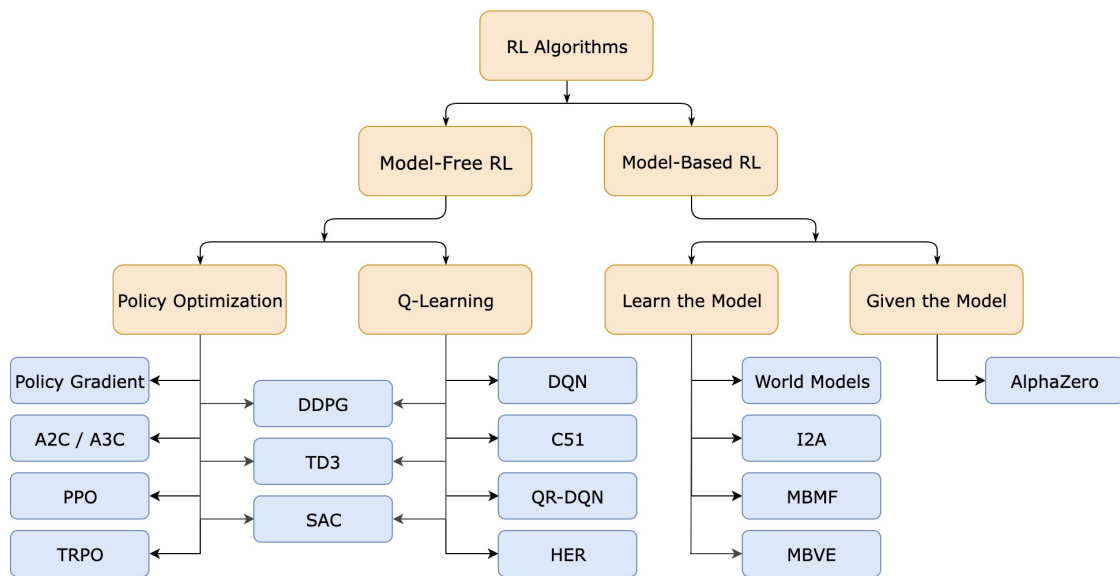 RL Algorithms
Model-Free RL
Model-Based RL
Policy Optimization
Q-Learning
Learn the Model
Given the Model
Policy Gradient
DDPG
DQN
World Models
AlphaZero
A2C / A3C
TD3
C51
I2A
PPO
SAC
QR-DQN
MBMF
TRPO
HER
MBVE